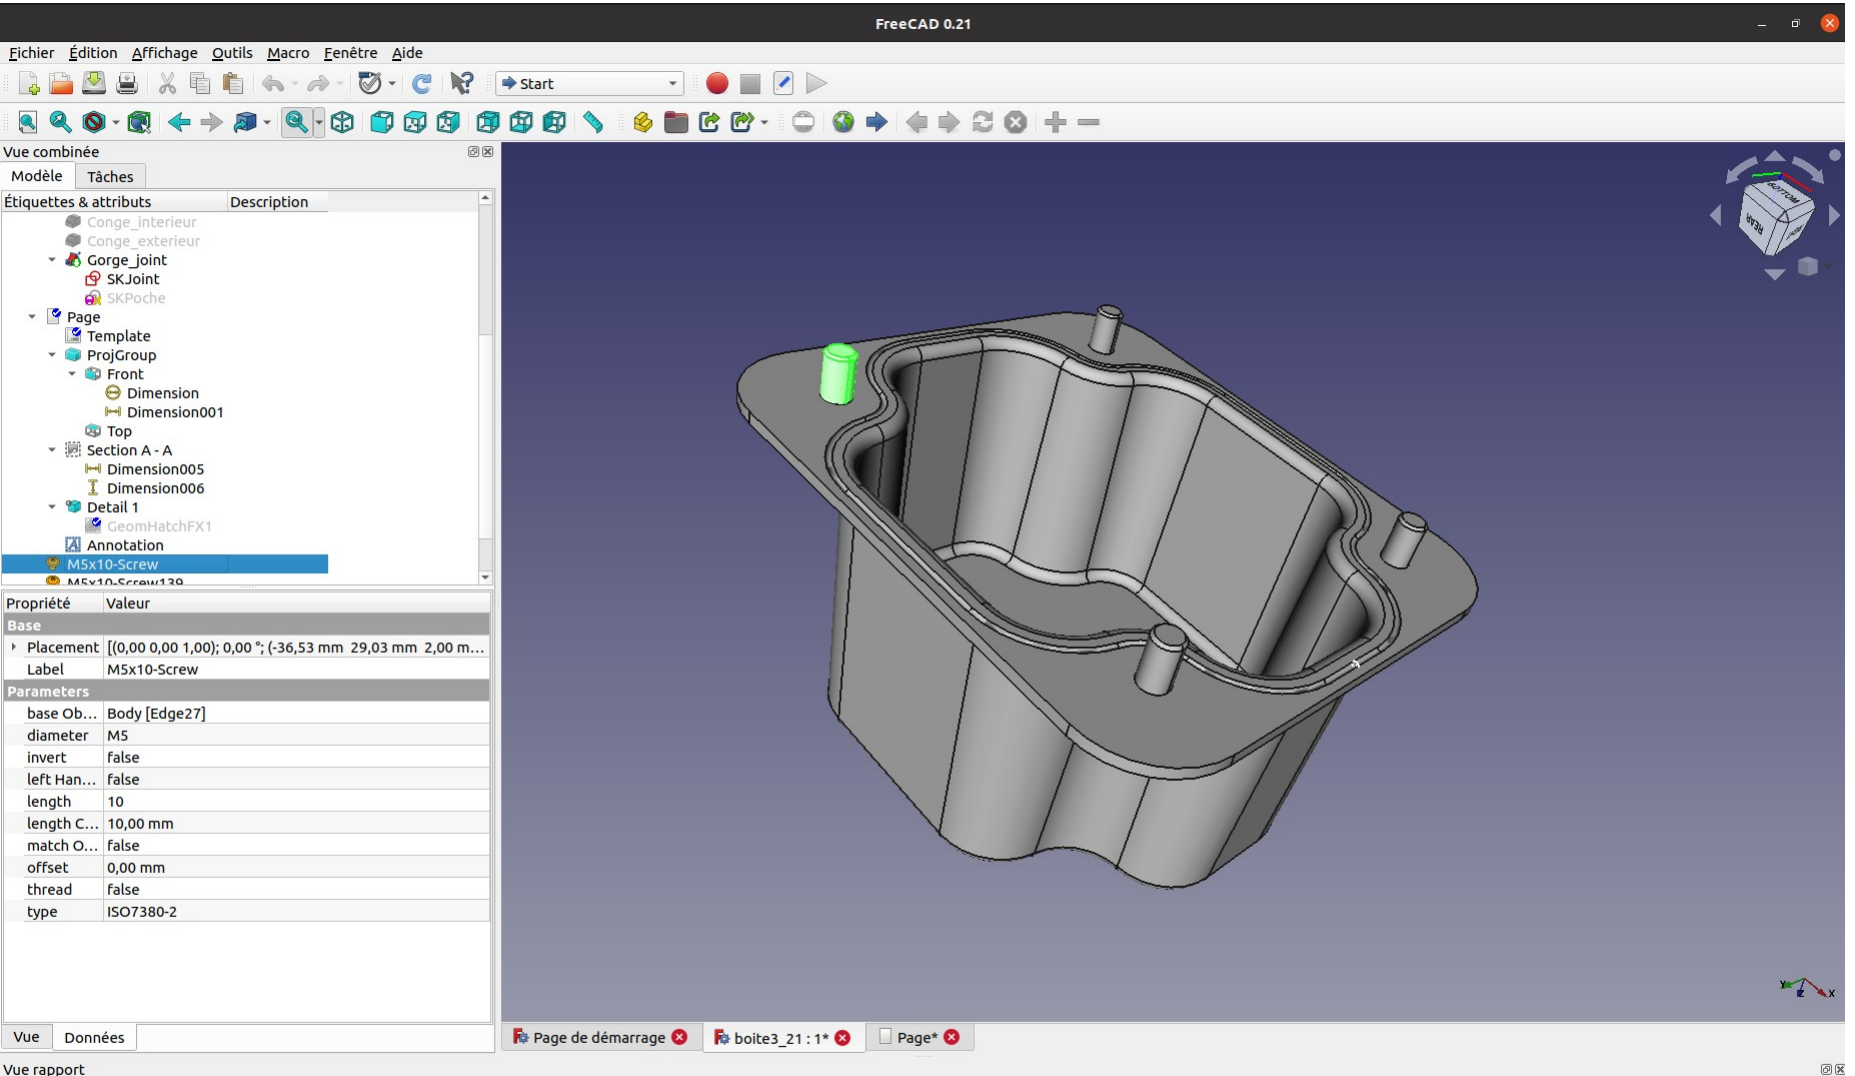 FreeCAD 0.21
Fichier Édition Affichage Outils Macro Fenêtre Aide
Start
Vue combinée
Modèle Tâches
Étiquettes & attributs Description
Conge_interieur
Conge_exterieur
Gorge_joint
SKJoint
SKPoche
Page
Template
ProjGroup
Front
Dimension
Dimension001
Top
Section A - A
Dimension005
Dimension006
Detail 1
GeomHatchFX1
Annotation
M5x10-Screw
M5x10-Screw139
Propriété Valeur
Base
Placement [(0,00 0,00 1,00); 0,00 °; (-36,53 mm 29,03 mm 2,00 m...
Label M5x10-Screw
Parameters
base Ob... Body [Edge27]
diameter M5
invert false
left Han... false
length 10
length C... 10,00 mm
match O... false
offset 0,00 mm
thread false
type ISO7380-2
BOTTOM
REAR
Y Z X
Vue Données
Page de démarrage boite3_21 : 1* Page*
Vue rapport